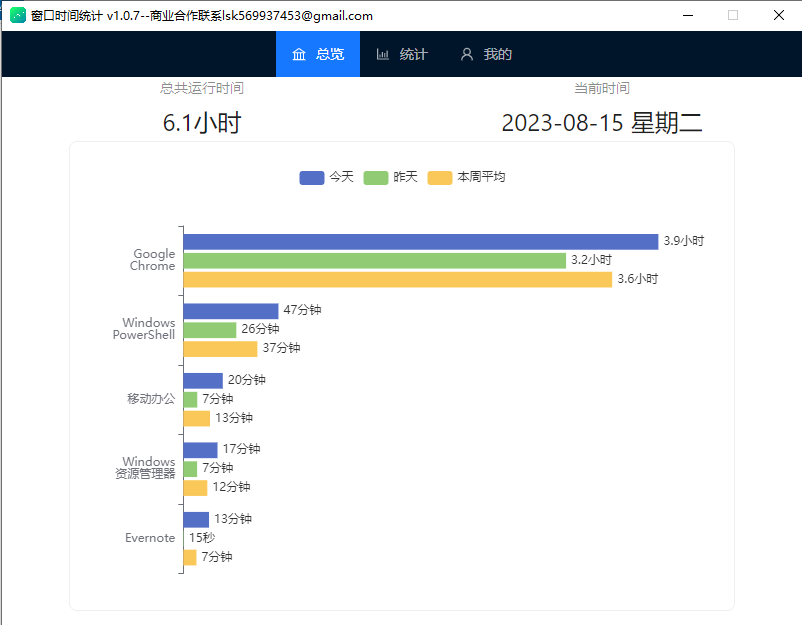 窗口时间统计 v1.0.7--商业合作联系lsk569937453@gmail.com
总览 统计 我的
总共运行时间 当前时间
6.1小时 2023-08-15 星期二
今天 昨天 本周平均
3.9小时
Google
Chrome
3.2小时
3.6小时
47分钟
Windows
PowerShell
26分钟
37分钟
20分钟
移动办公 7分钟
13分钟
17分钟
Windows
资源管理器
7分钟
12分钟
13分钟
Evernote 15秒
7分钟